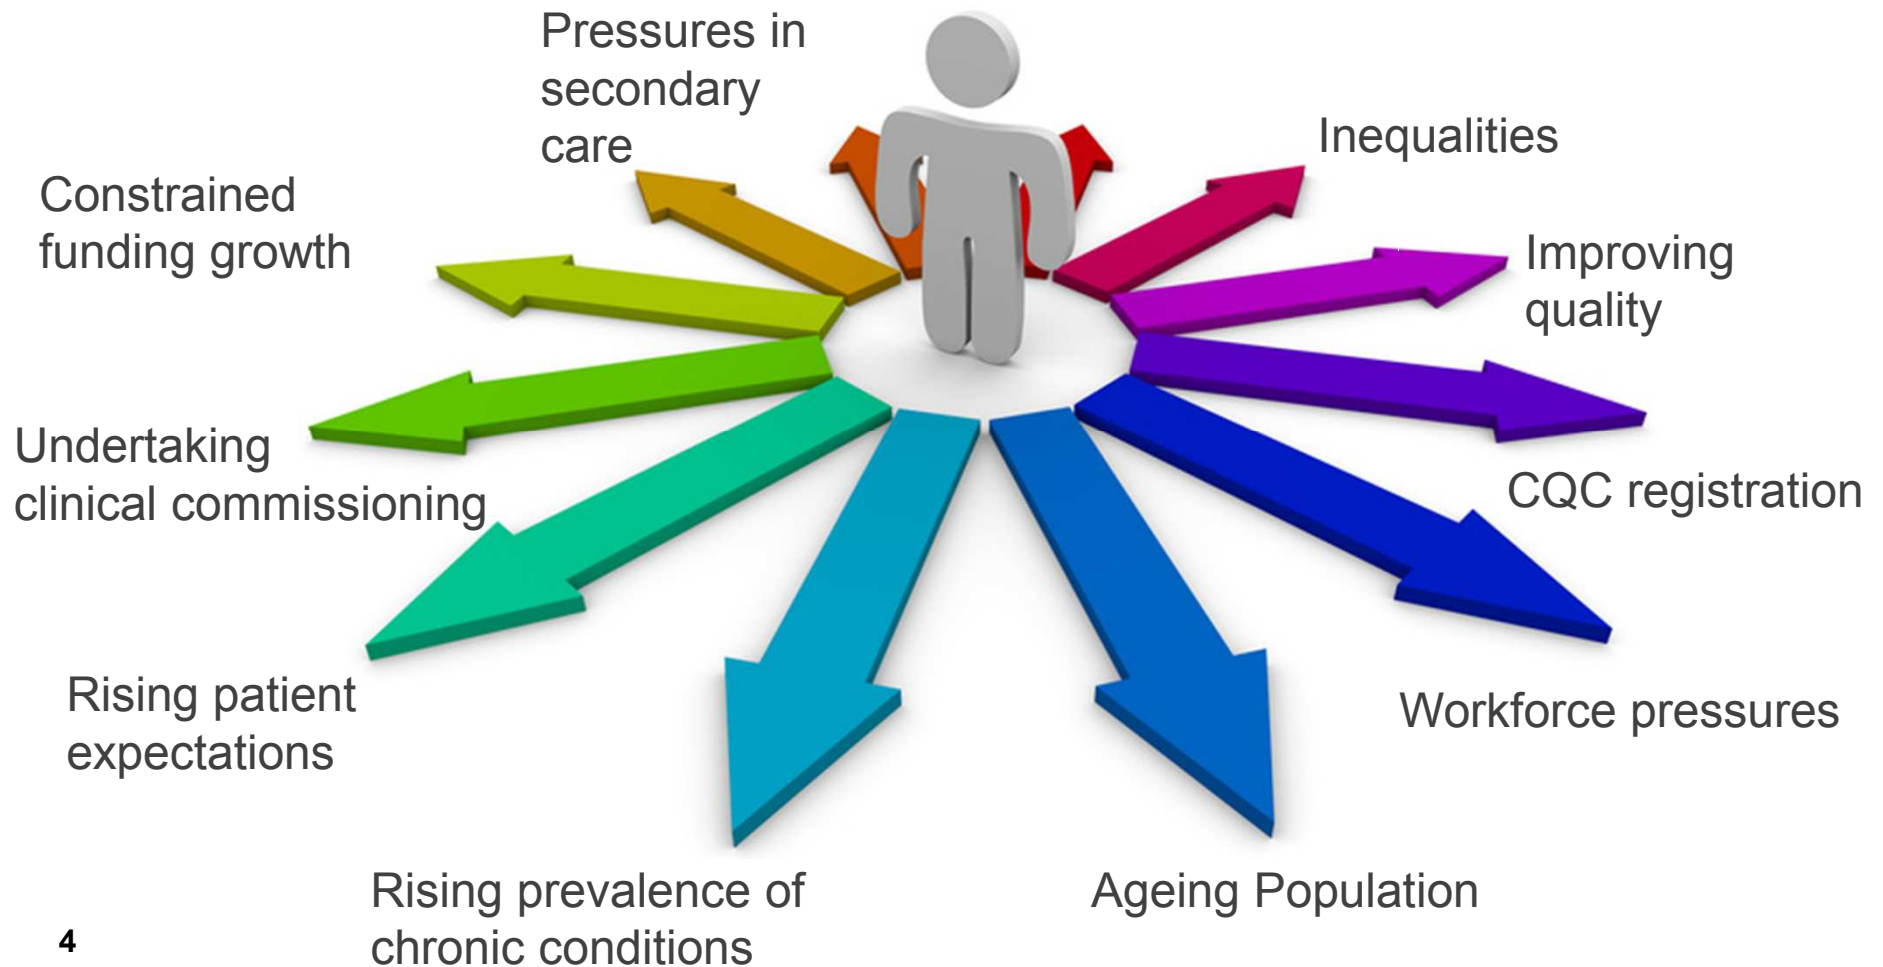 Pressures in
secondary
care
Inequalities
Constrained
funding growth
Improving
quality
Undertaking
clinical commissioning
CQC registration
Rising patient
expectations
Workforce pressures
Rising prevalence of
chronic conditions
Ageing Population
4